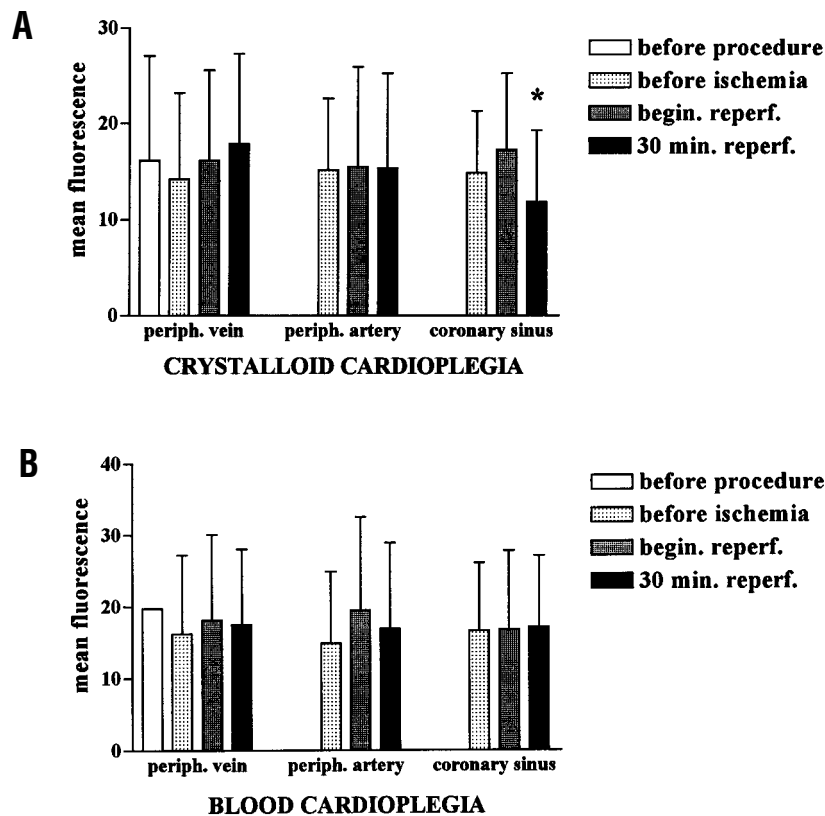 A
30
20
10
0
mean fluorescence
*
before procedure
before ischemia
begin. reperf.
30 min. reperf.
periph. vein periph. artery coronary sinus
CRYSTALLOID CARDIOPLEGIA
B
40
30
20
10
0
mean fluorescence
before procedure
before ischemia
begin. reperf.
30 min. reperf.
periph. vein periph. artery coronary sinus
BLOOD CARDIOPLEGIA